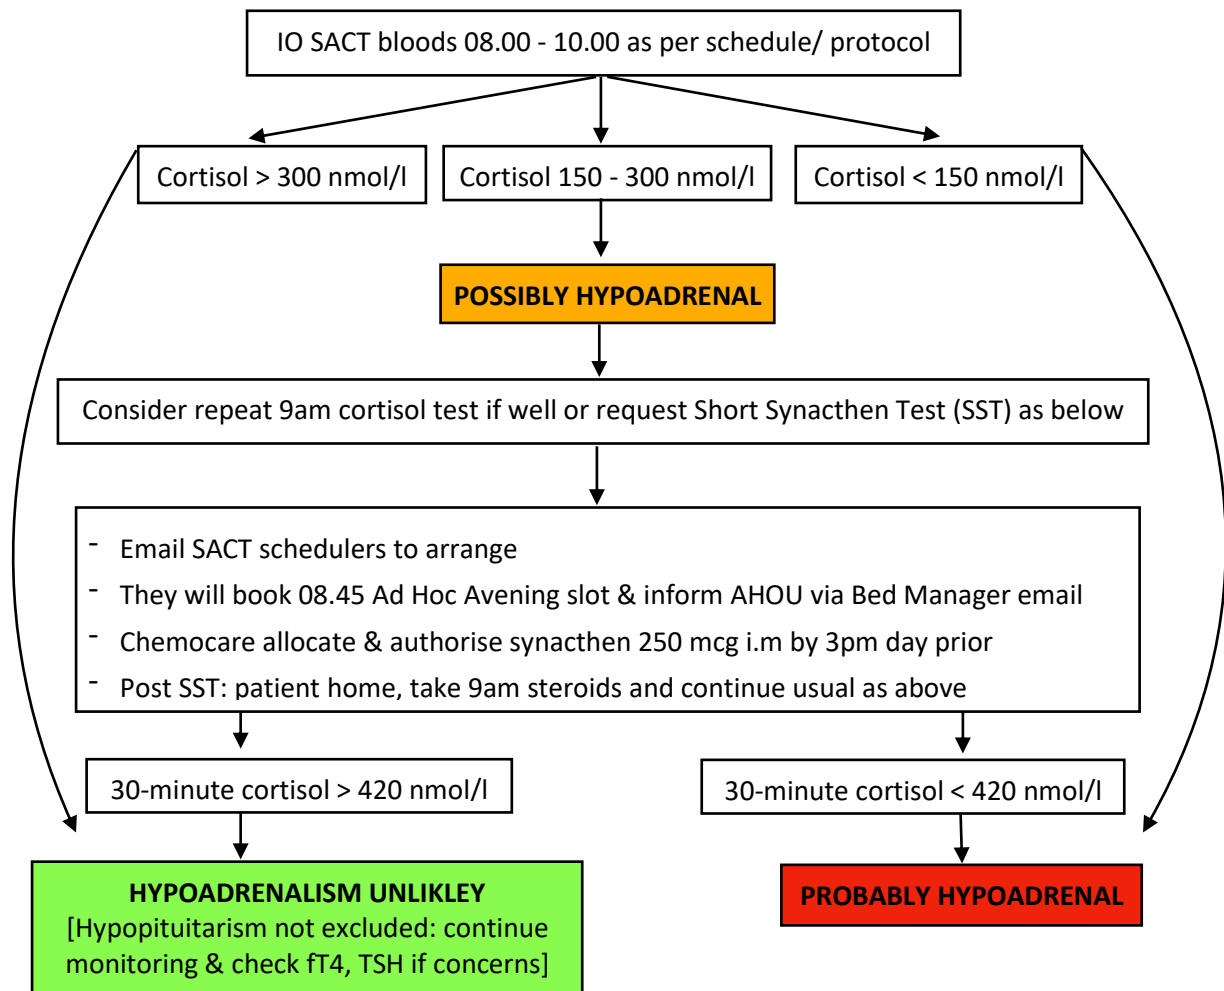 IO SACT bloods 08.00 - 10.00 as per schedule/ protocol
Cortisol > 300 nmol/l
Cortisol 150 - 300 nmol/l
Cortisol < 150 nmol/l
POSSIBLY HYPOADRENAL
Consider repeat 9am cortisol test if well or request Short Synacthen Test (SST) as below
- Email SACT schedulers to arrange
- They will book 08.45 Ad Hoc Avening slot & inform AHOU via Bed Manager email
- Chemocare allocate & authorise synacthen 250 mcg i.m by 3pm day prior
- Post SST: patient home, take 9am steroids and continue usual as above
30-minute cortisol > 420 nmol/l
30-minute cortisol < 420 nmol/l
HYPOADRENALISM UNLIKLEY
[Hypopituitarism not excluded: continue
monitoring & check fT4, TSH if concerns]
PROBABLY HYPOADRENAL